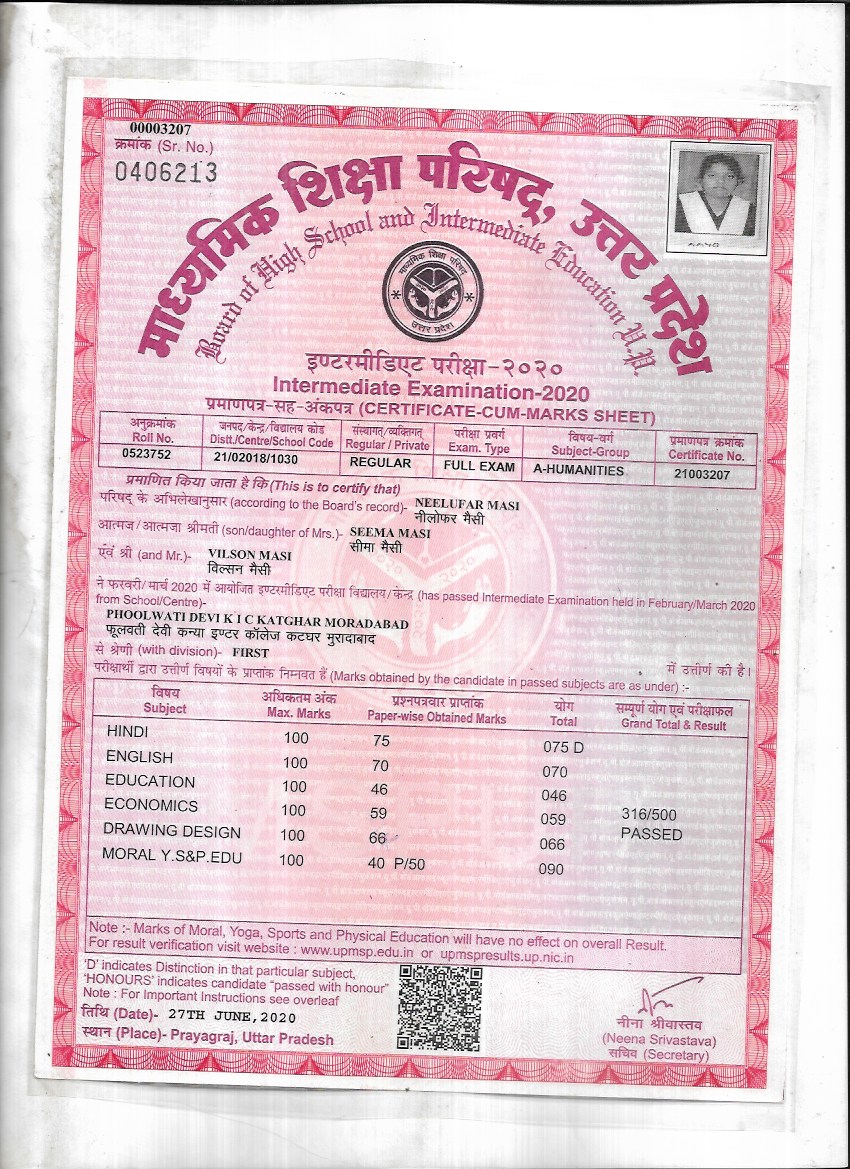 00003207
क्रमांक (Sr. No.)
0406213
माध्यमिक शिक्षा परिषद्, उत्तर प्रदेश
Board of High School and Intermediate Education U.P.
माध्यमिक शिक्षा परिषद
उत्तर प्रदेश
इण्टरमीडिएट परीक्षा-२०२०
Intermediate Examination-2020
प्रमाणपत्र-सह-अंकपत्र (CERTIFICATE-CUM-MARKS SHEET)
अनुक्रमांक जनपद/केन्द्र/विद्यालय कोड संस्थागत/व्यक्तिगत परीक्षा प्रवर्ग विषय-वर्ग प्रमाणपत्र क्रमांक
Roll No. Distt./Centre/School Code Regular / Private Exam. Type Subject-Group Certificate No.
0523752 21/02018/1030 REGULAR FULL EXAM A-HUMANITIES 21003207
प्रमाणित किया जाता है कि (This is to certify that)
परिषद् के अभिलेखानुसार (according to the Board's record)- NEELUFAR MASI
नीलोफर मैसी
आत्मज/आत्मजा श्रीमती (son/daughter of Mrs.)- SEEMA MASI
सीमा मैसी
एवं श्री (and Mr.)- VILSON MASI
विल्सन मैसी
ने फरवरी/मार्च 2020 में आयोजित इण्टरमीडिएट परीक्षा विद्यालय/केन्द्र (has passed Intermediate Examination held in February/March 2020
from School/Centre)-
PHOOLWATI DEVI K I C KATGHAR MORADABAD
फूलवती देवी कन्या इण्टर कॉलेज कटघर मुरादाबाद
से श्रेणी (with division)- FIRST में उत्तीर्ण की है।
परीक्षार्थी द्वारा उत्तीर्ण विषयों के प्राप्तांक निम्नवत हैं (Marks obtained by the candidate in passed subjects are as under) :-
विषय अधिकतम अंक प्रश्नपत्रवार प्राप्तांक योग सम्पूर्ण योग एवं परीक्षाफल
Subject Max. Marks Paper-wise Obtained Marks Total Grand Total & Result
HINDI 100 75 075 D
ENGLISH 100 70 070
EDUCATION 100 46 046
ECONOMICS 100 59 059 316/500
DRAWING DESIGN 100 66 066 PASSED
MORAL Y.S&P.EDU 100 40 P/50 090
Note :- Marks of Moral, Yoga, Sports and Physical Education will have no effect on overall Result.
For result verification visit website : www.upmsp.edu.in or upmspresults.up.nic.in
'D' indicates Distinction in that particular subject,
'HONOURS' indicates candidate "passed with honour"
Note : For Important Instructions see overleaf
तिथि (Date)- 27TH JUNE,2020
स्थान (Place)- Prayagraj, Uttar Pradesh
नीना श्रीवास्तव
(Neena Srivastava)
सचिव (Secretary)